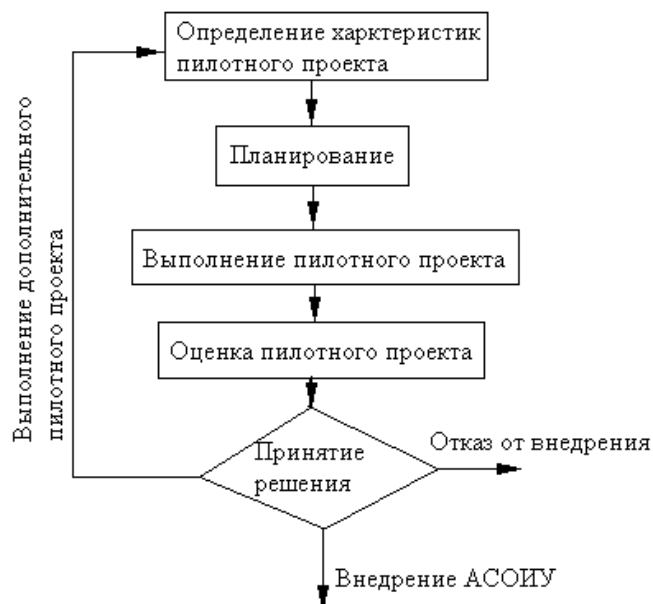 Определение харктеристик
пилотного проекта
Планирование
Выполнение пилотного проекта
Оценка пилотного проекта
Принятие
решения
Отказ от внедрения
Внедрение АСОИУ
Выполнение дополнительного
пилотного проекта